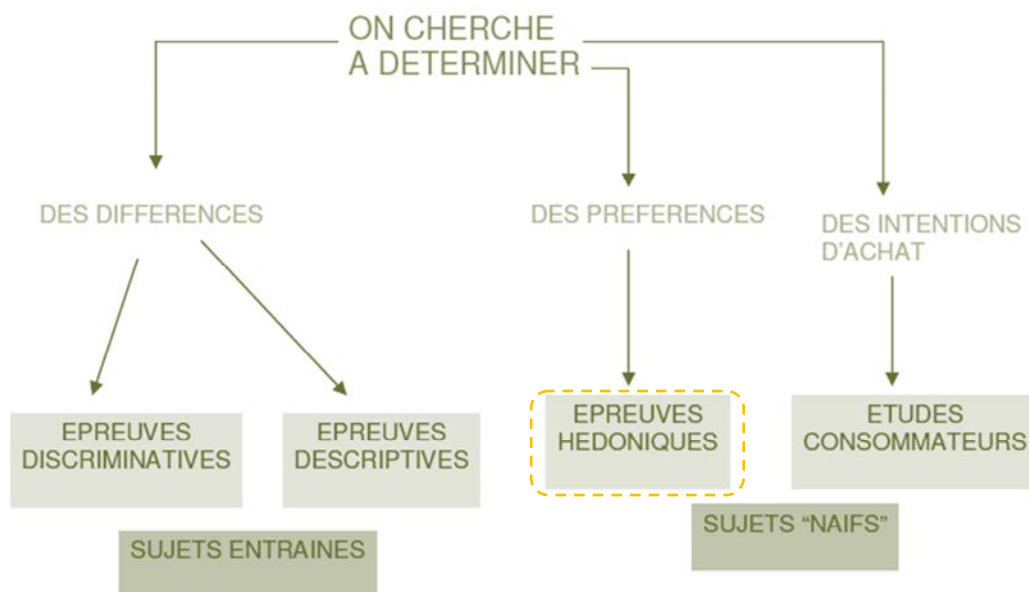 ON CHERCHE
A DETERMINER
DES DIFFERENCES
DES PREFERENCES
DES INTENTIONS
D'ACHAT
EPREUVES
DISCRIMINATIVES
EPREUVES
DESCRIPTIVES
EPREUVES
HEDONIQUES
ETUDES
CONSOMMATEURS
SUJETS ENTRAINES
SUJETS “NAIFS”